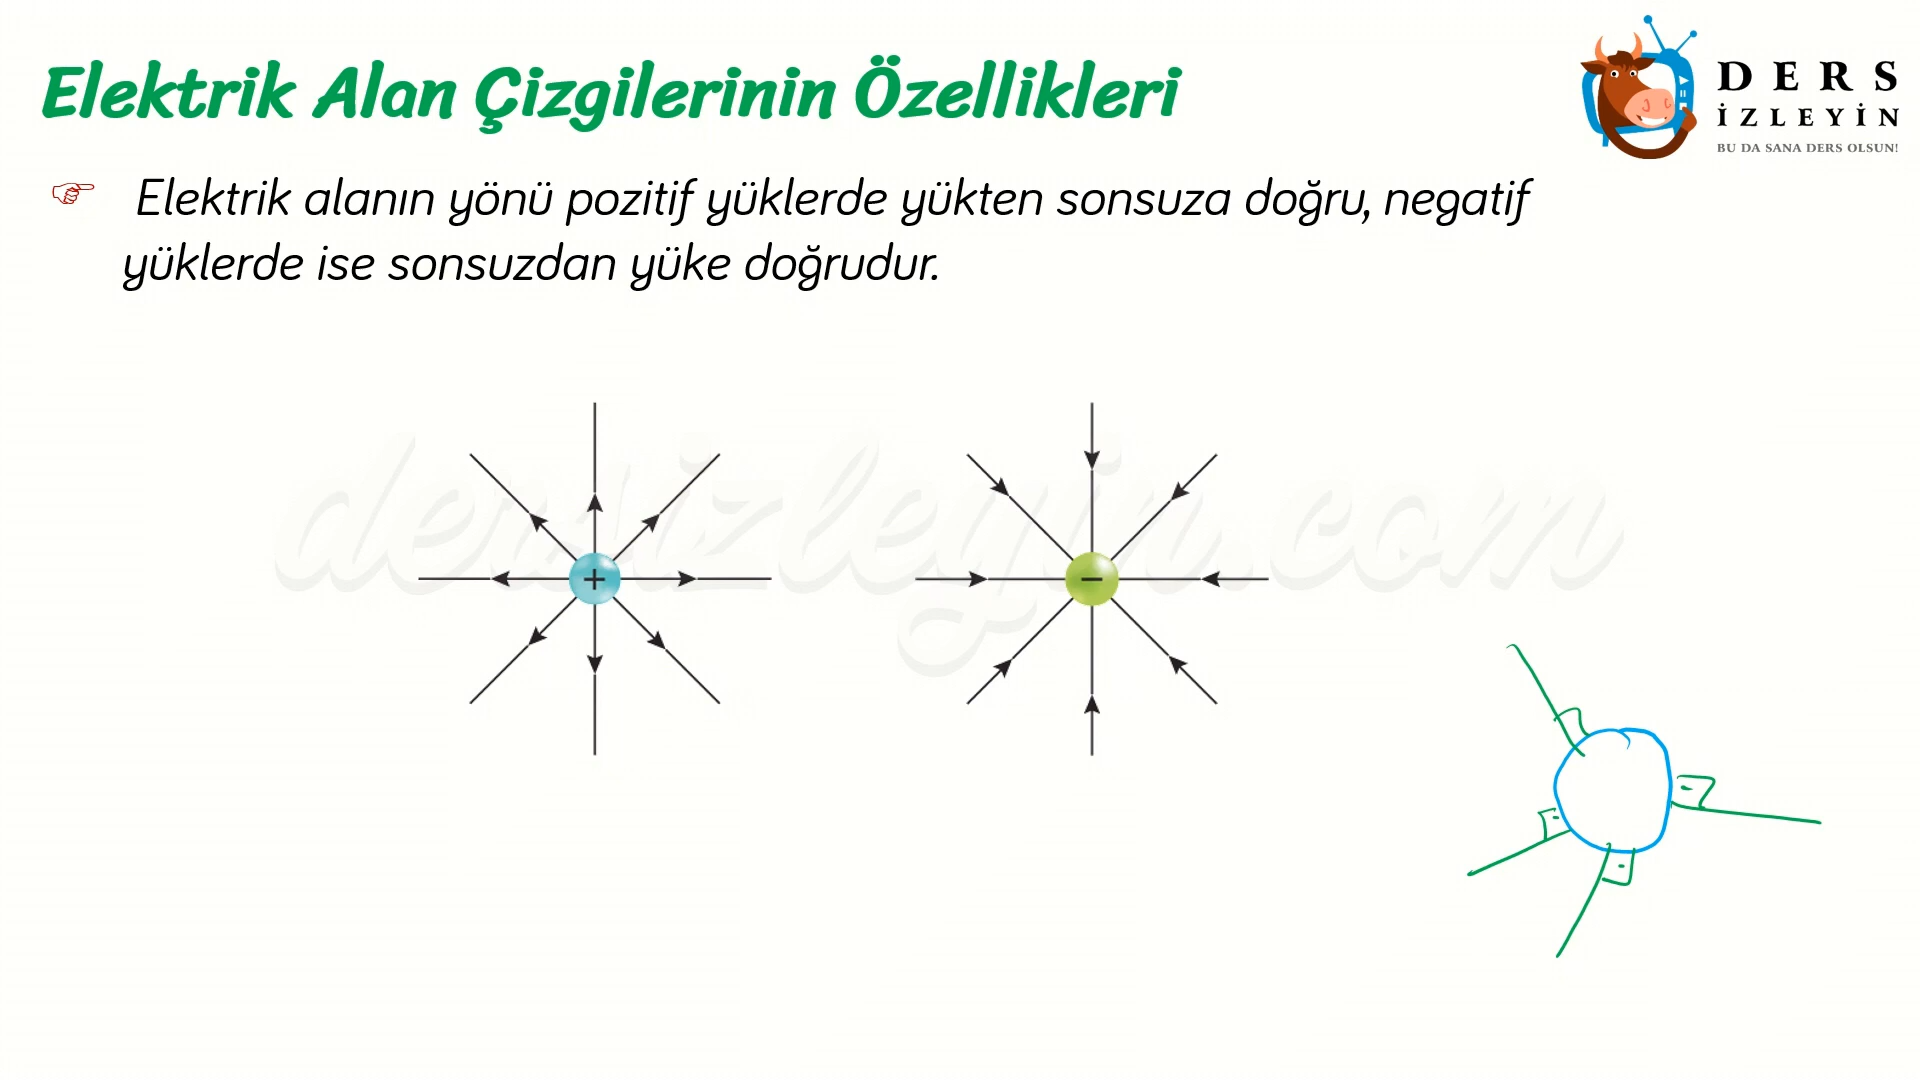 Elektrik Alan Çizgilerinin Özellikleri
DERS
İZLEYİN
BU DA SANA DERS OLSUN!
☞ Elektrik alanın yönü pozitif yüklerde yükten sonsuza doğru, negatif
yüklerde ise sonsuzdan yüke doğrudur.
dersizleyin.com
+
−